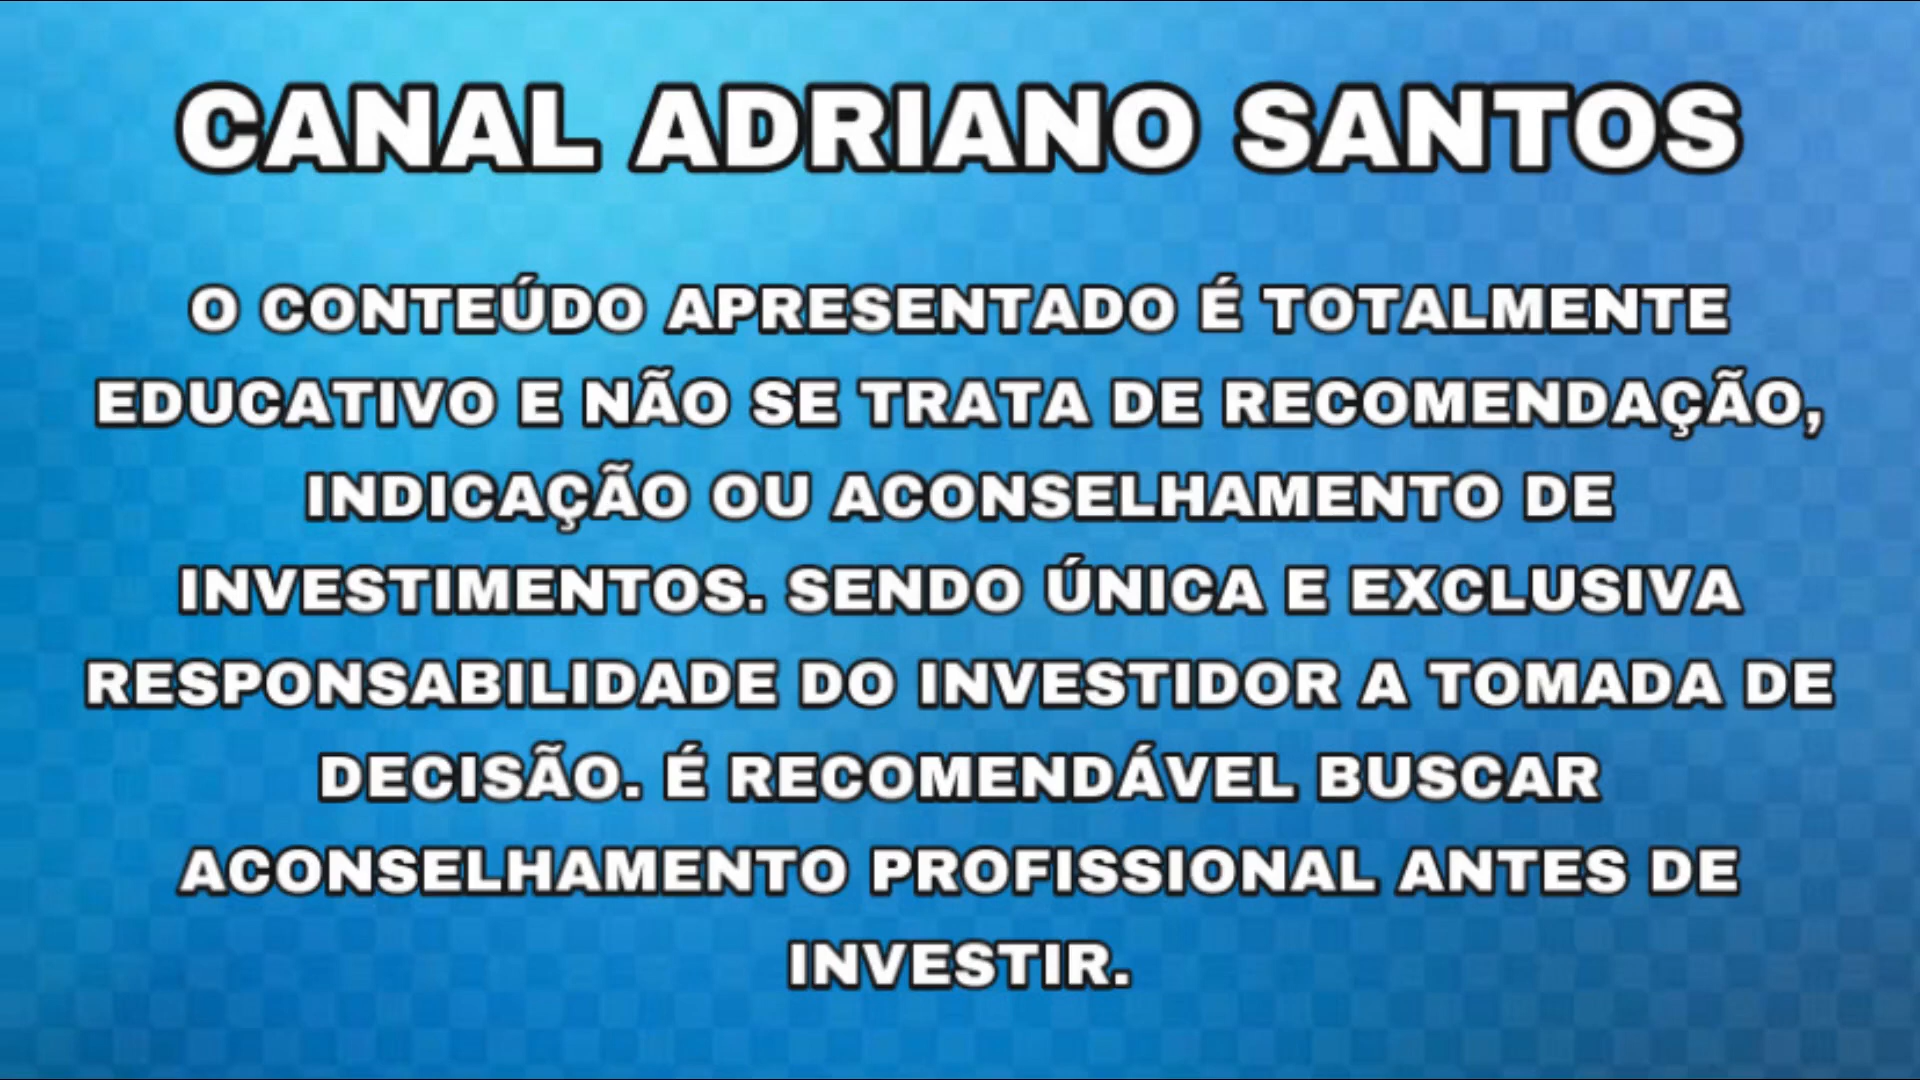 CANAL ADRIANO SANTOS
O CONTEÚDO APRESENTADO É TOTALMENTE
EDUCATIVO E NÃO SE TRATA DE RECOMENDAÇÃO,
INDICAÇÃO OU ACONSELHAMENTO DE
INVESTIMENTOS. SENDO ÚNICA E EXCLUSIVA
RESPONSABILIDADE DO INVESTIDOR A TOMADA DE
DECISÃO. É RECOMENDÁVEL BUSCAR
ACONSELHAMENTO PROFISSIONAL ANTES DE
INVESTIR.